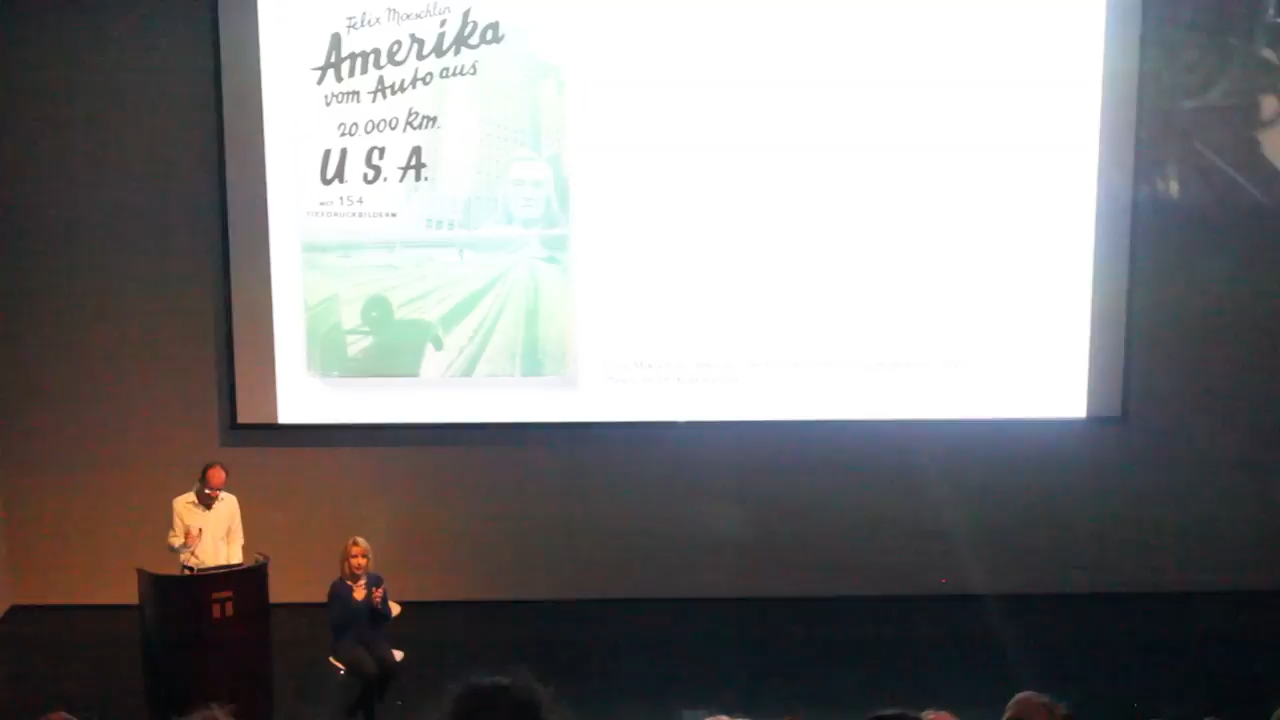 Felix Moeschlin
Amerika
vom Auto aus
20.000 km.
U.S.A.
MIT 154
TIEFDRUCKBILDERN